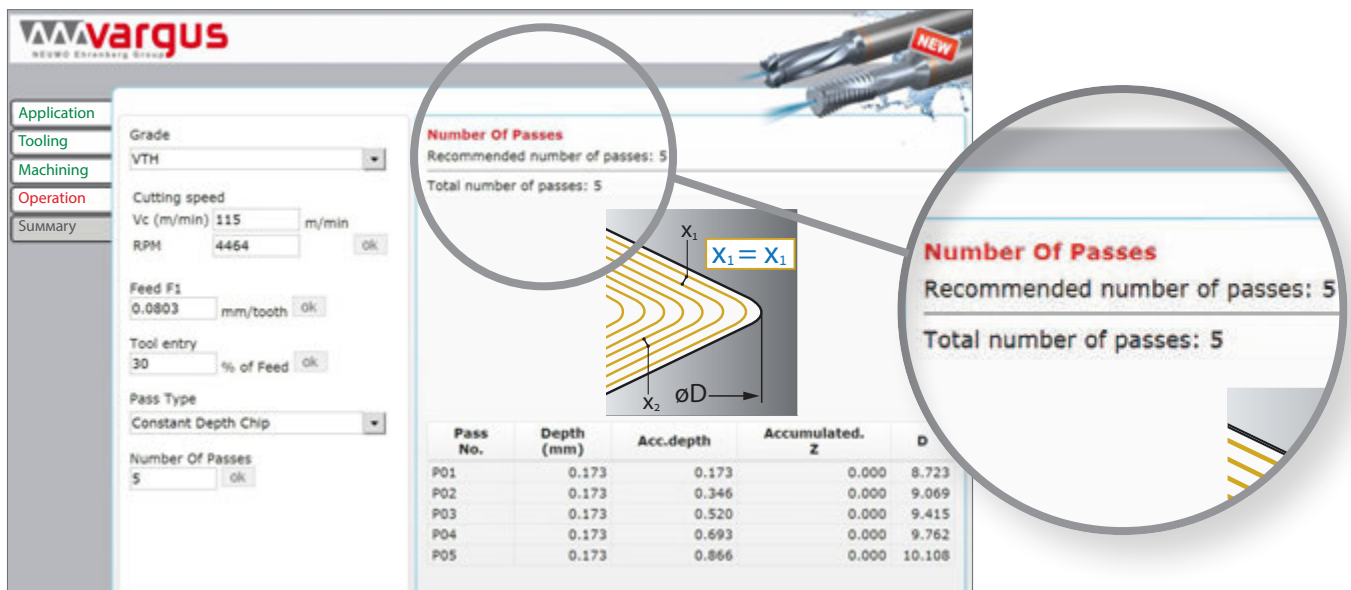 vargus
NEUMO Ehrenberg Group
NEW
Application
Tooling
Machining
Operation
Summary
Grade
VTH
Cutting speed
Vc (m/min) 115 m/min
RPM 4464 ok
Feed F1
0.0803 mm/tooth ok
Tool entry
30 % of Feed ok
Pass Type
Constant Depth Chip
Number Of Passes
5 ok
Number Of Passes
Recommended number of passes: 5
Total number of passes: 5
x₁
x₁ = x₁
x₂ øD
Pass No. Depth (mm) Acc.depth Accumulated. Z D
P01 0.173 0.173 0.000 8.723
P02 0.173 0.346 0.000 9.069
P03 0.173 0.520 0.000 9.415
P04 0.173 0.693 0.000 9.762
P05 0.173 0.866 0.000 10.108
Number Of Passes
Recommended number of passes: 5
Total number of passes: 5